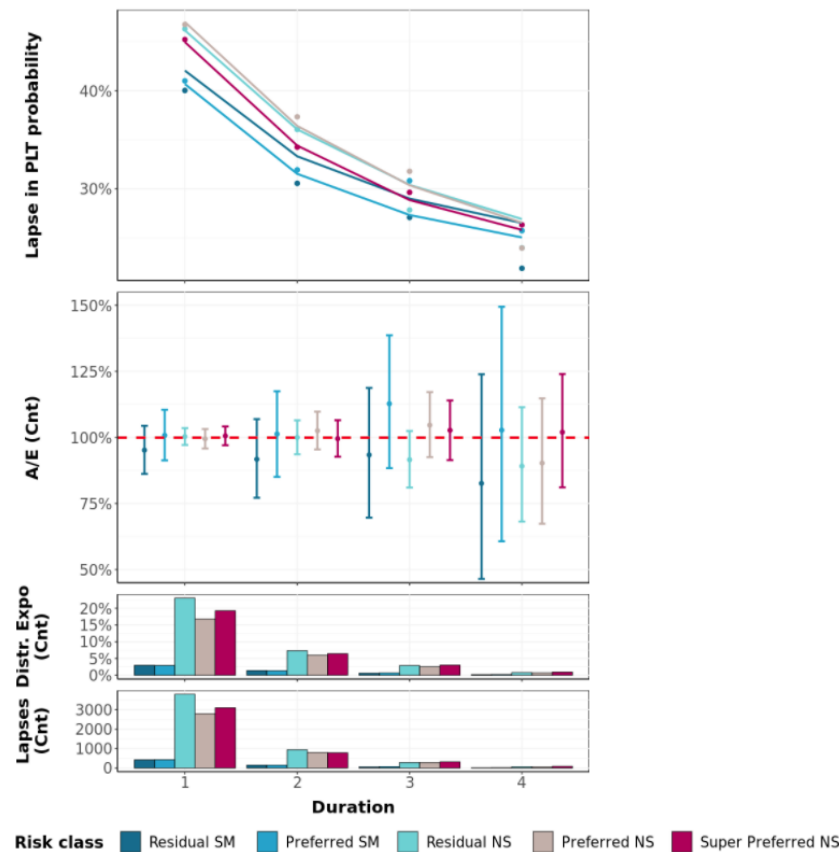 Lapse in PLT probability
40%
30%
A/E (Cnt)
150%
125%
100%
75%
50%
Distr. Expo
(Cnt)
20%
15%
10%
5%
0%
Lapses
(Cnt)
3000
2000
1000
0
1 2 3 4
Duration
Risk class Residual SM Preferred SM Residual NS Preferred NS Super Preferred NS